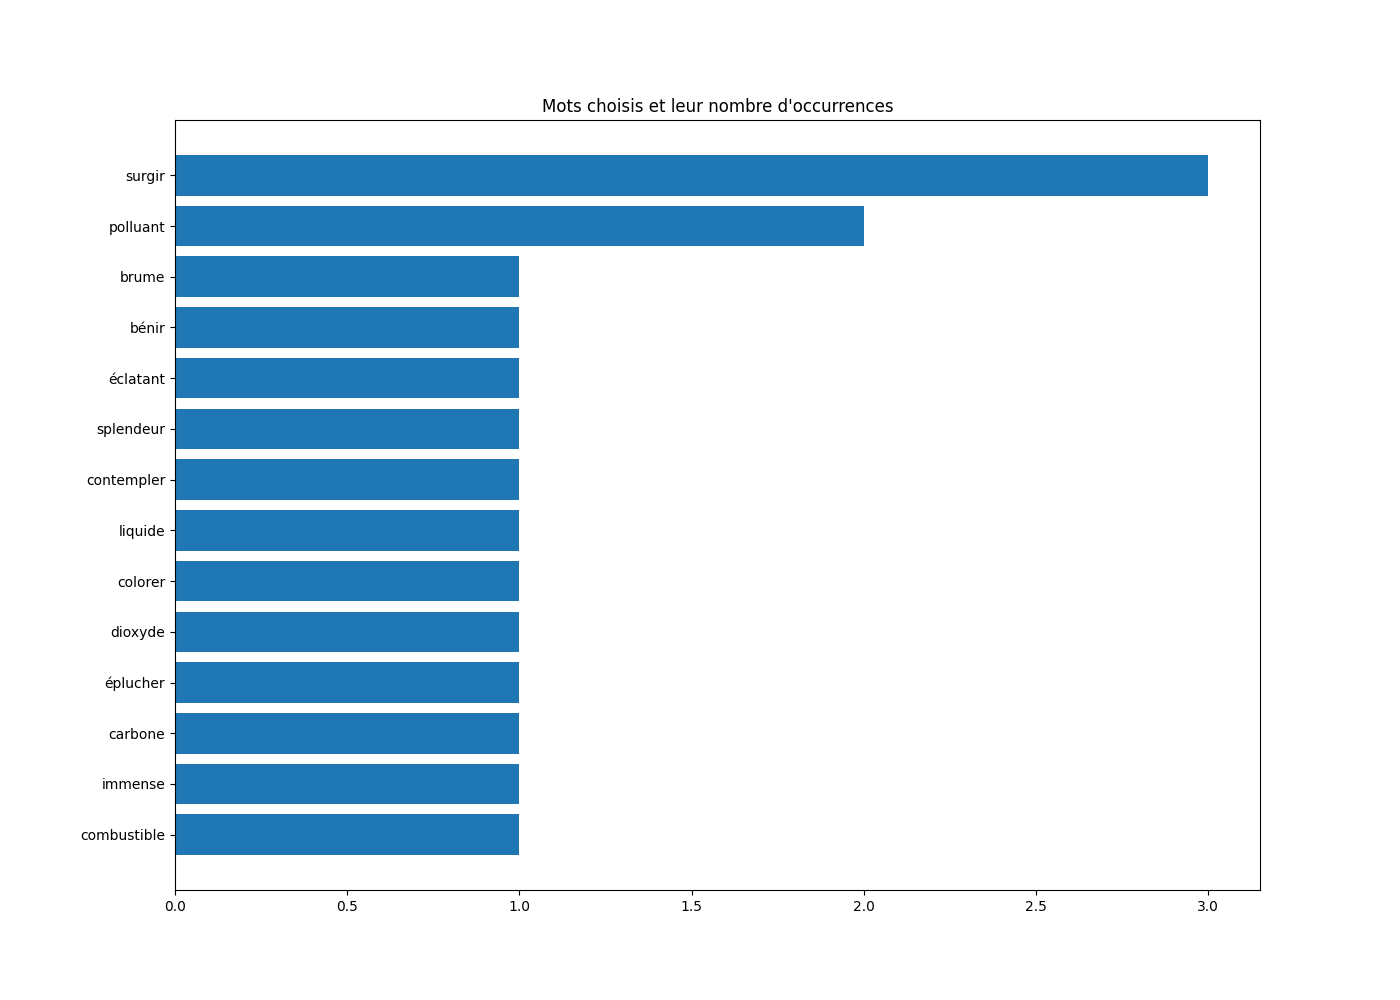 Mots choisis et leur nombre d'occurrences
surgir
polluant
brume
bénir
éclatant
splendeur
contempler
liquide
colorer
dioxyde
éplucher
carbone
immense
combustible
0.0 0.5 1.0 1.5 2.0 2.5 3.0